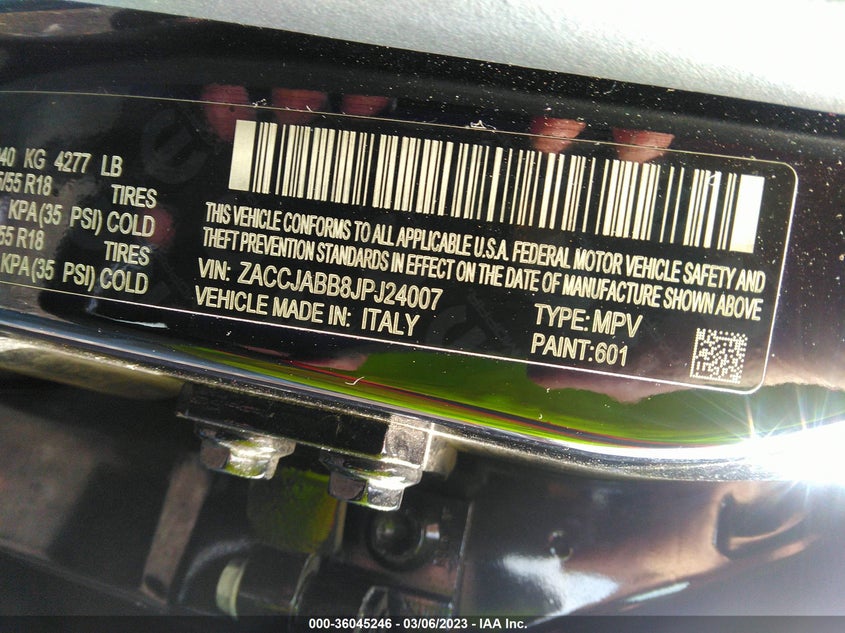 40 KG 4277 LB
/55 R18 TIRES
KPA (35 PSI) COLD
55 R18 TIRES
KPA (35 PSI) COLD
THIS VEHICLE CONFORMS TO ALL APPLICABLE U.S.A. FEDERAL MOTOR VEHICLE SAFETY AND
THEFT PREVENTION STANDARDS IN EFFECT ON THE DATE OF MANUFACTURE SHOWN ABOVE
VIN: ZACCJABB8JPJ24007 TYPE: MPV
VEHICLE MADE IN: ITALY PAINT: 601
000-36045246 - 03/06/2023 - IAA Inc.